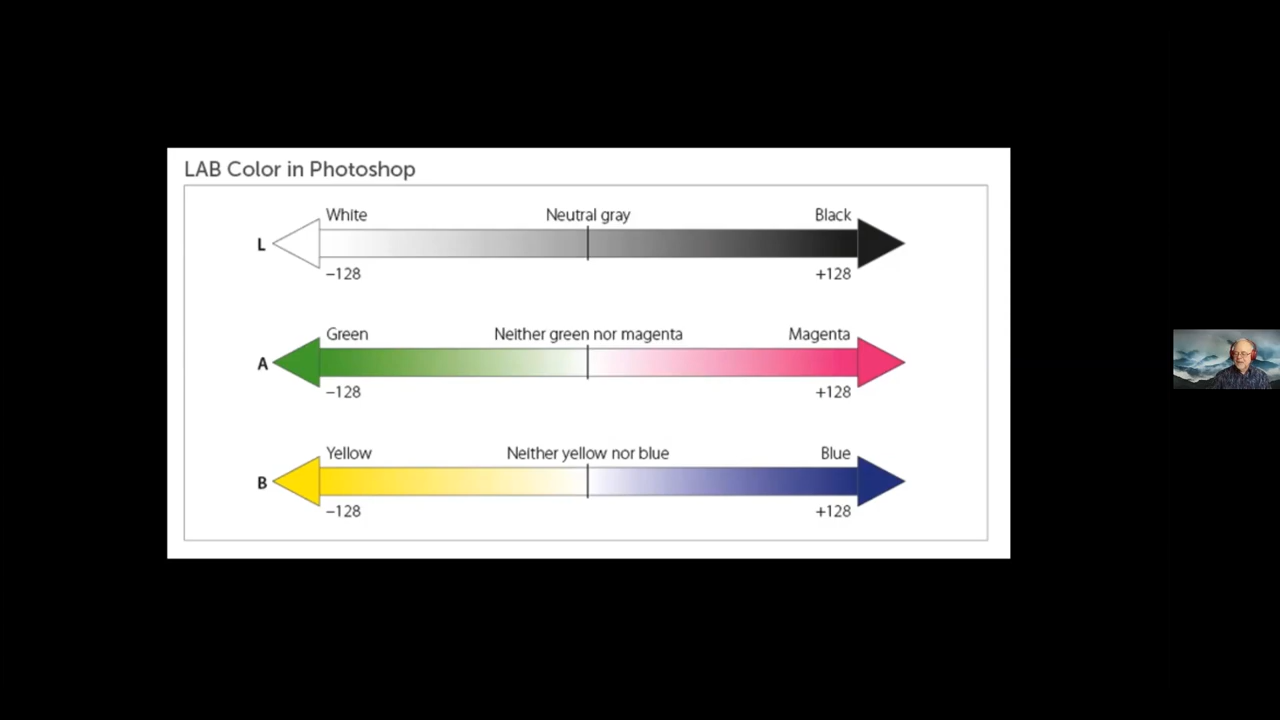 LAB Color in Photoshop
White Neutral gray Black
L
–128 +128
Green Neither green nor magenta Magenta
A
–128 +128
Yellow Neither yellow nor blue Blue
B
–128 +128